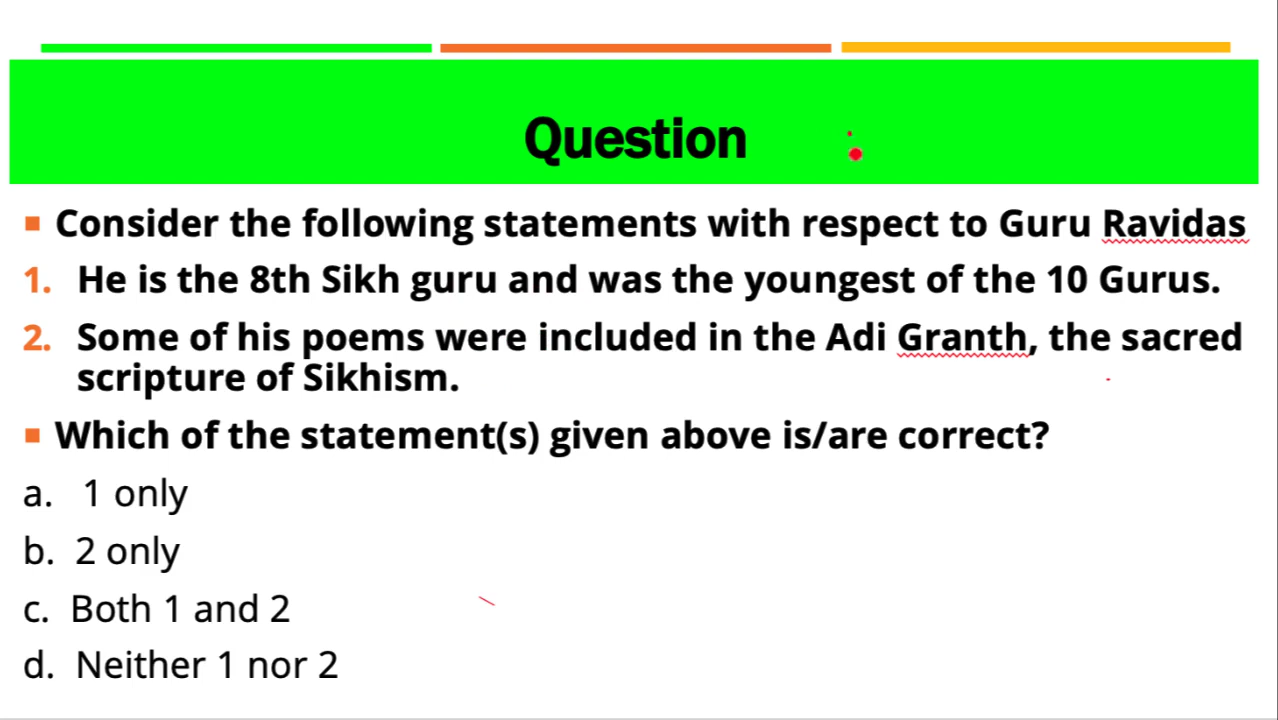 Question
Consider the following statements with respect to Guru Ravidas
1. He is the 8th Sikh guru and was the youngest of the 10 Gurus.
2. Some of his poems were included in the Adi Granth, the sacred
scripture of Sikhism.
Which of the statement(s) given above is/are correct?
a. 1 only
b. 2 only
c. Both 1 and 2
d. Neither 1 nor 2